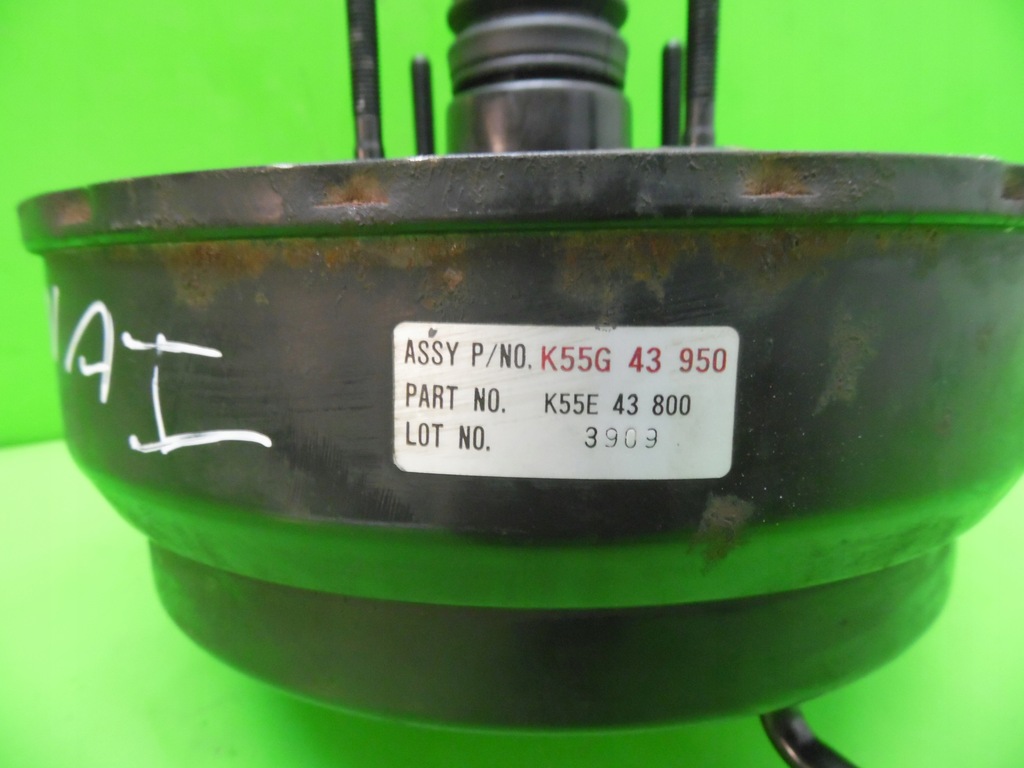 ASSY P/NO. K55G 43 950
PART NO. K55E 43 800
LOT NO. 3909